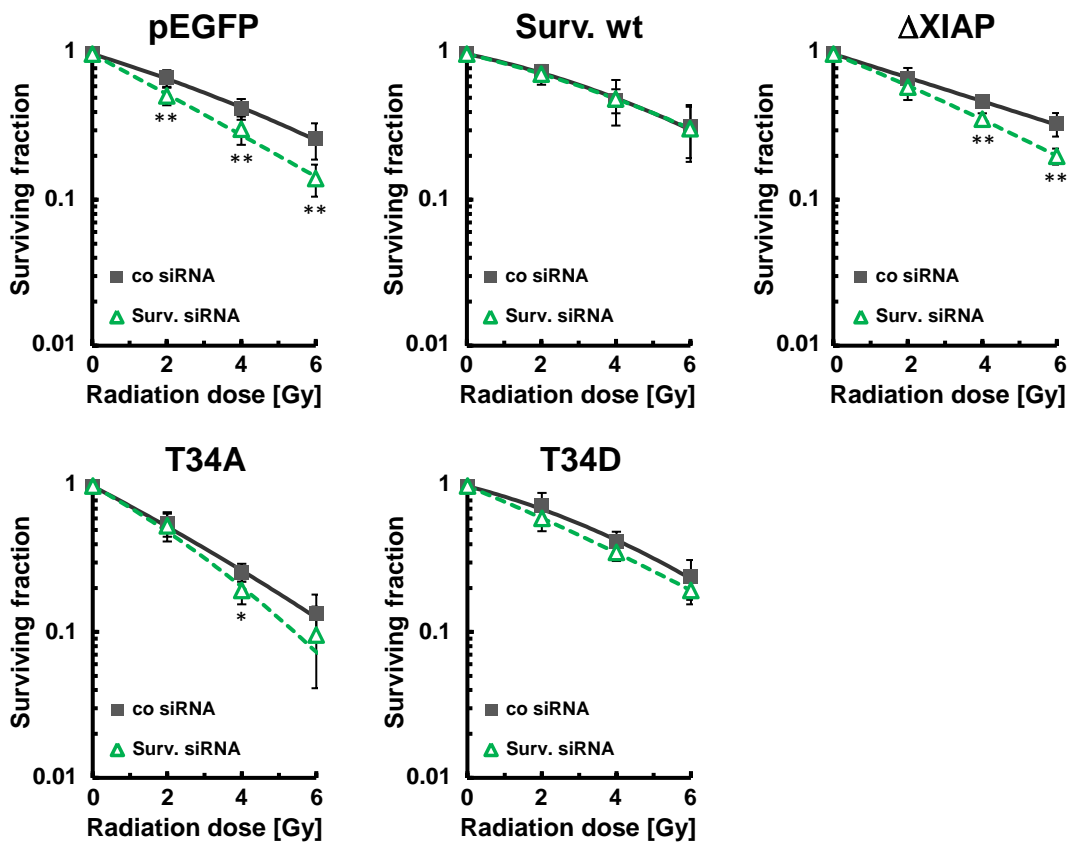 pEGFP
1
0.1
0.01
Surviving fraction
**
**
**
co siRNA
Surv. siRNA
0 2 4 6
Radiation dose [Gy]
Surv. wt
1
0.1
0.01
Surviving fraction
co siRNA
Surv. siRNA
0 2 4 6
Radiation dose [Gy]
ΔXIAP
1
0.1
0.01
Surviving fraction
**
**
co siRNA
Surv. siRNA
0 2 4 6
Radiation dose [Gy]
T34A
1
0.1
0.01
Surviving fraction
*
co siRNA
Surv. siRNA
0 2 4 6
Radiation dose [Gy]
T34D
1
0.1
0.01
Surviving fraction
co siRNA
Surv. siRNA
0 2 4 6
Radiation dose [Gy]